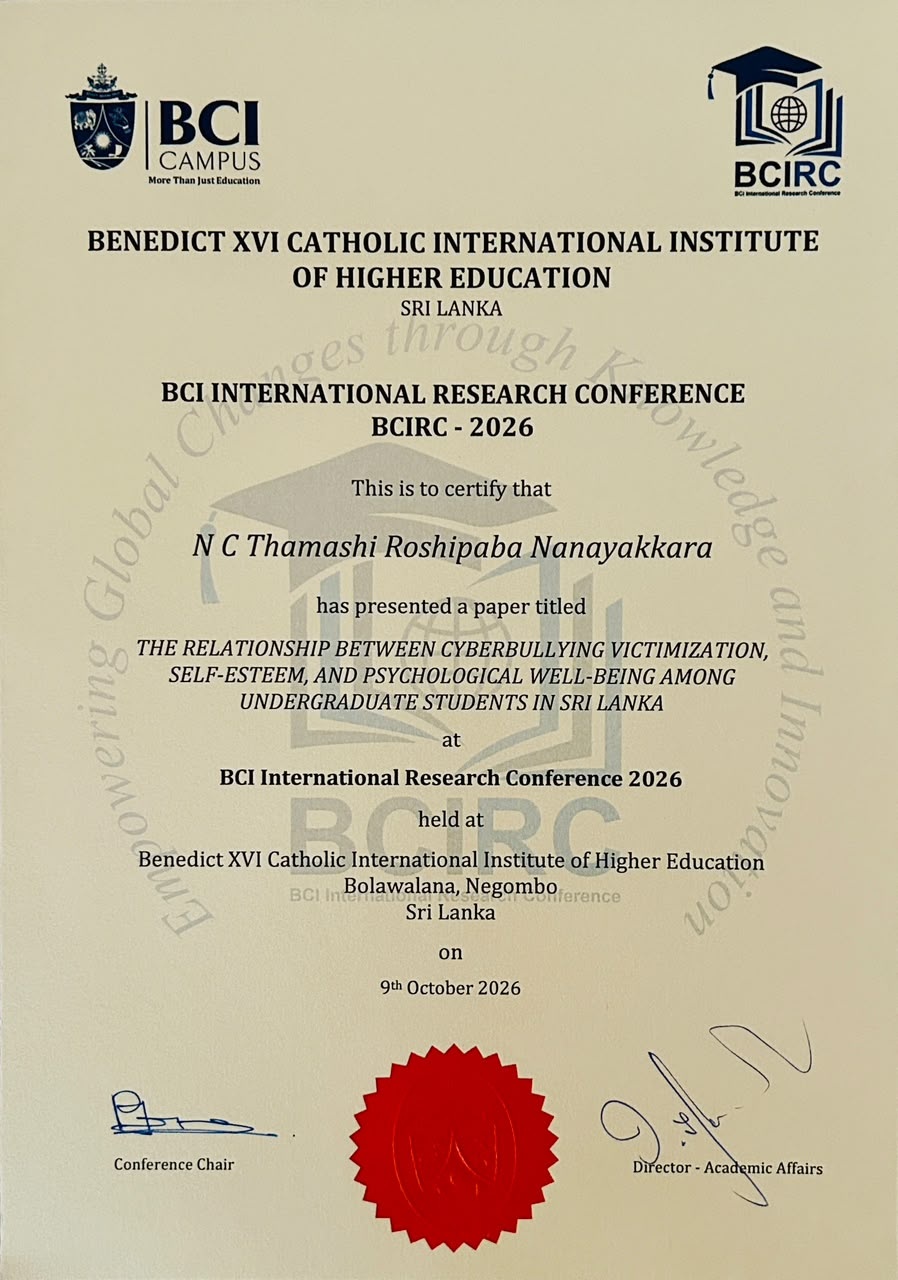 BCI
CAMPUS
More Than Just Education
BCIRC
BCI International Research Conference
BENEDICT XVI CATHOLIC INTERNATIONAL INSTITUTE
OF HIGHER EDUCATION
SRI LANKA
Empowering Global Changes through Knowledge and Innovation
BCI INTERNATIONAL RESEARCH CONFERENCE
BCIRC - 2026
This is to certify that
N C Thamashi Roshipaba Nanayakkara
has presented a paper titled
THE RELATIONSHIP BETWEEN CYBERBULLYING VICTIMIZATION,
SELF-ESTEEM, AND PSYCHOLOGICAL WELL-BEING AMONG
UNDERGRADUATE STUDENTS IN SRI LANKA
at
BCI International Research Conference 2026
held at
BCIRC
Benedict XVI Catholic International Institute of Higher Education
Bolawalana, Negombo
BCI International Research Conference
Sri Lanka
on
9th October 2026
Conference Chair
Director - Academic Affairs